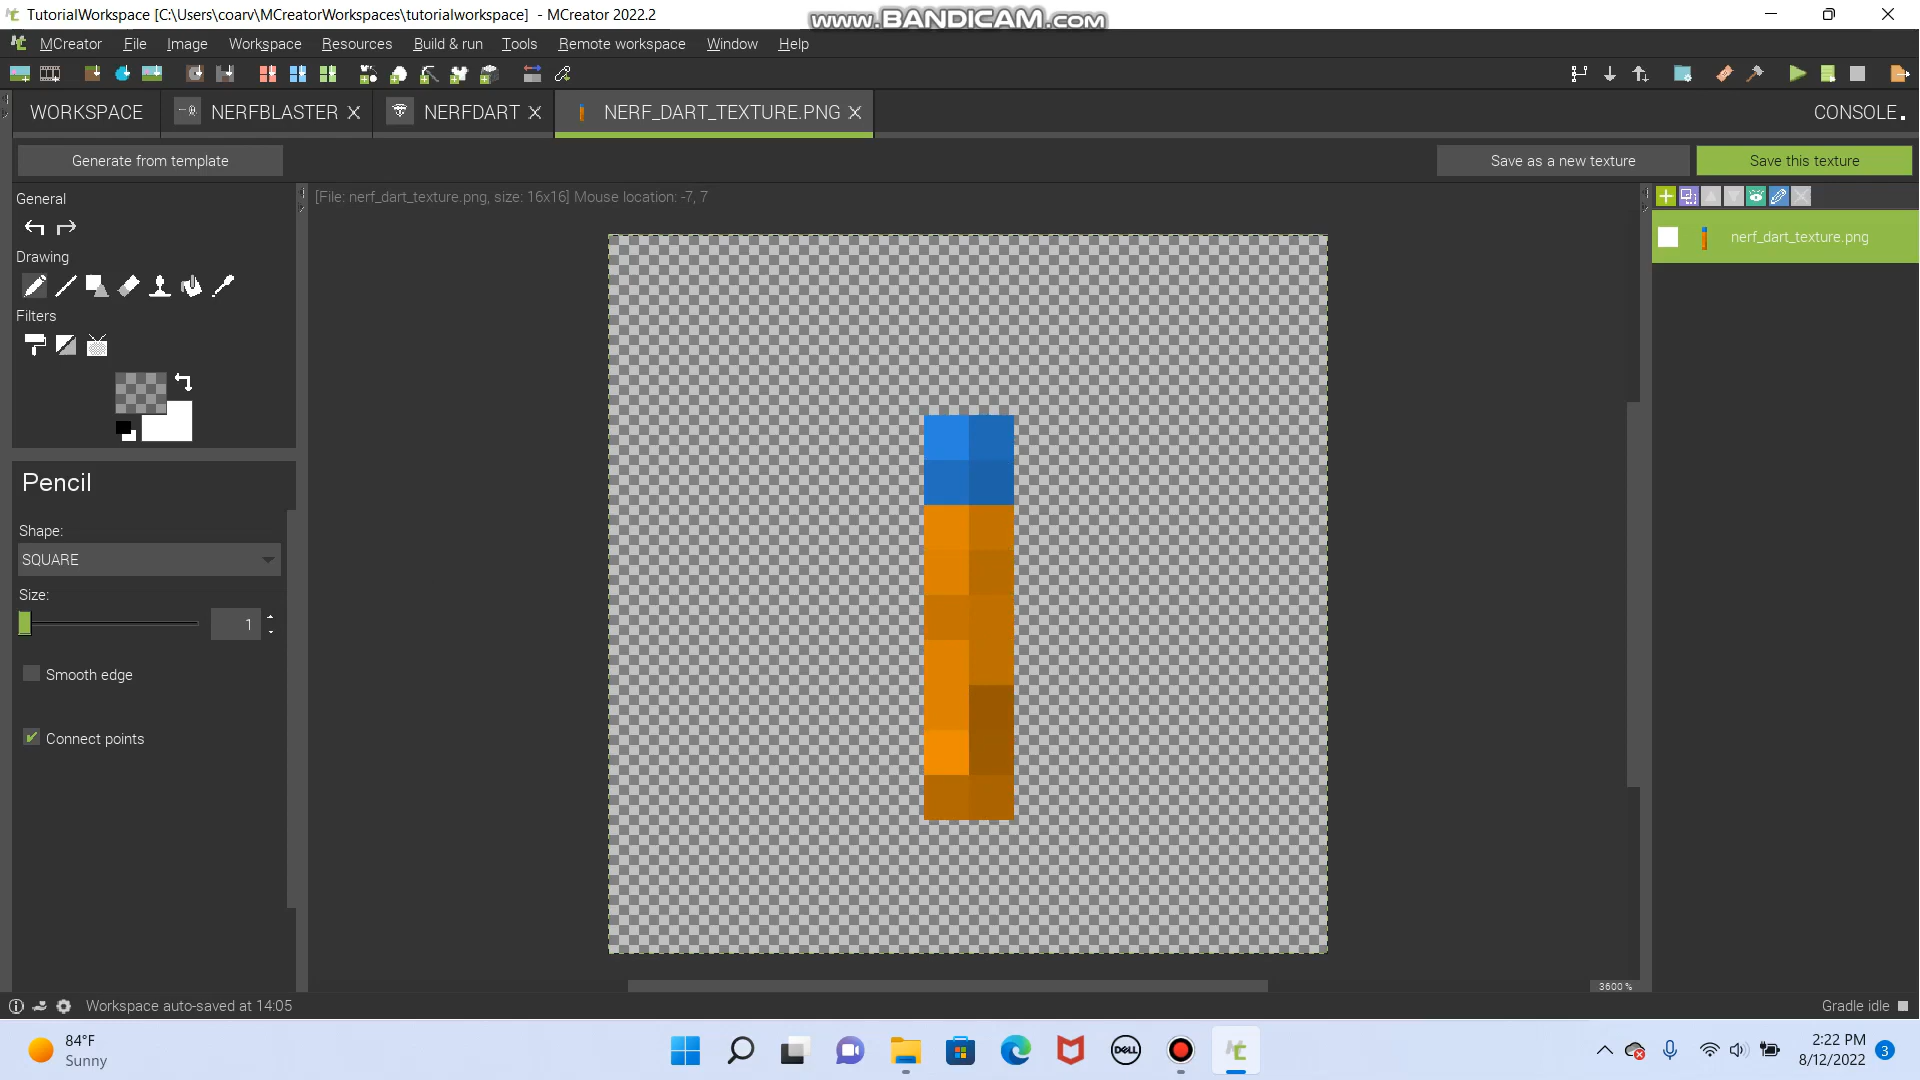 TutorialWorkspace [C:\Users\coarv\MCreatorWorkspaces\tutorialworkspace] - MCreator 2022.2
www.BANDICAM.com
MCreator File Image Workspace Resources Build & run Tools Remote workspace Window Help
WORKSPACE NERFBLASTER NERFDART NERF_DART_TEXTURE.PNG CONSOLE
Generate from template Save as a new texture Save this texture
General
[File: nerf_dart_texture.png, size: 16x16] Mouse location: -7, 7
nerf_dart_texture.png
Drawing
Filters
Pencil
Shape:
SQUARE
Size:
1
Smooth edge
Connect points
3600 %
Workspace auto-saved at 14:05
Gradle idle
84°F
Sunny
DELL
2:22 PM
8/12/2022
3